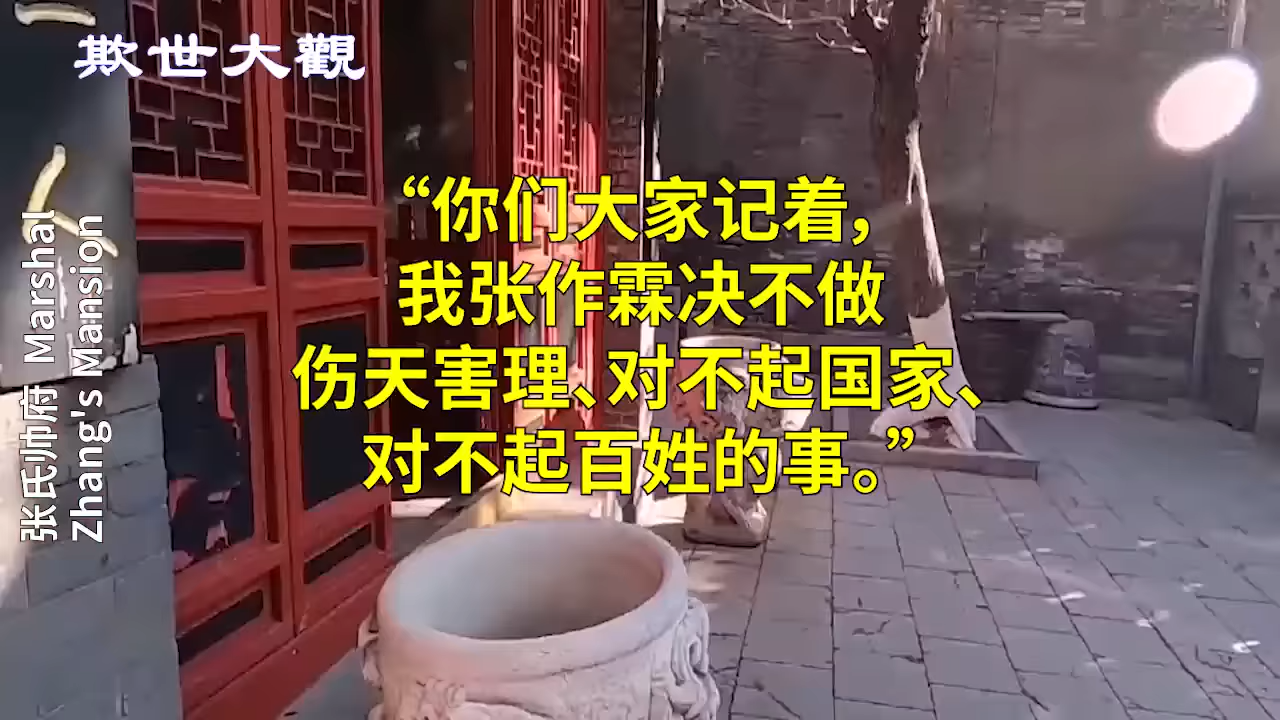 欺世大觀
“你们大家记着,
我张作霖决不做
伤天害理、对不起国家、
对不起百姓的事。”
张氏帅府 Marshal
Zhang's Mansion